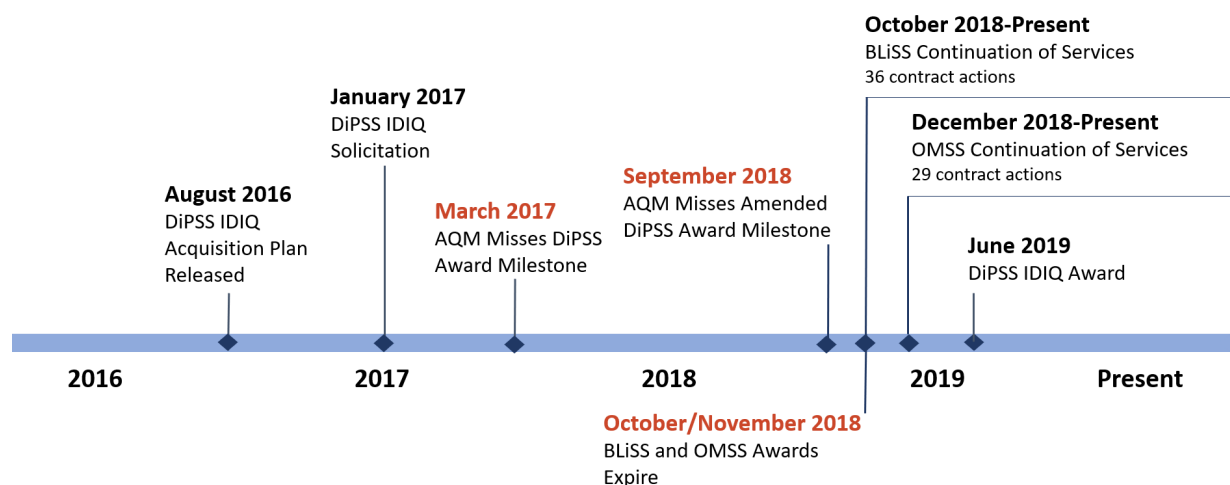 October 2018-Present
BLiSS Continuation of Services
36 contract actions
January 2017
DiPSS IDIQ
Solicitation
December 2018-Present
OMSS Continuation of Services
29 contract actions
August 2016
DiPSS IDIQ
Acquisition Plan
Released
March 2017
AQM Misses DiPSS
Award Milestone
September 2018
AQM Misses Amended
DiPSS Award Milestone
June 2019
DiPSS IDIQ Award
2016
2017
2018
2019
Present
October/November 2018
BLiSS and OMSS Awards
Expire